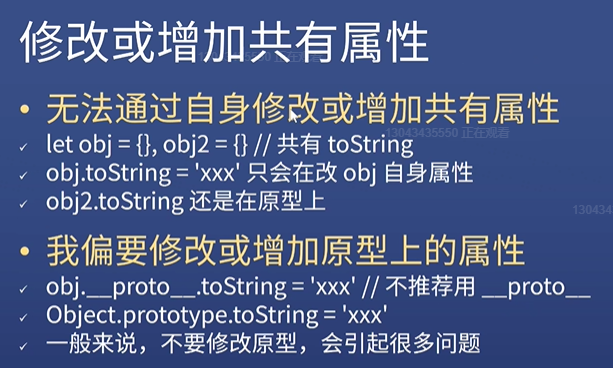 修改或增加共有属性
• 无法通过自身修改或增加共有属性
✓ let obj = {}, obj2 = {} // 共有 toString
13043435550 正在观看
✓ obj.toString = 'xxx' 只会在改 obj 自身属性
✓ obj2.toString 还是在原型上
130434
• 我偏要修改或增加原型上的属性
✓ obj.__proto__.toString = 'xxx' // 不推荐用 __proto__
✓ Object.prototype.toString = 'xxx'
✓ 一般来说，不要修改原型，会引起很多问题